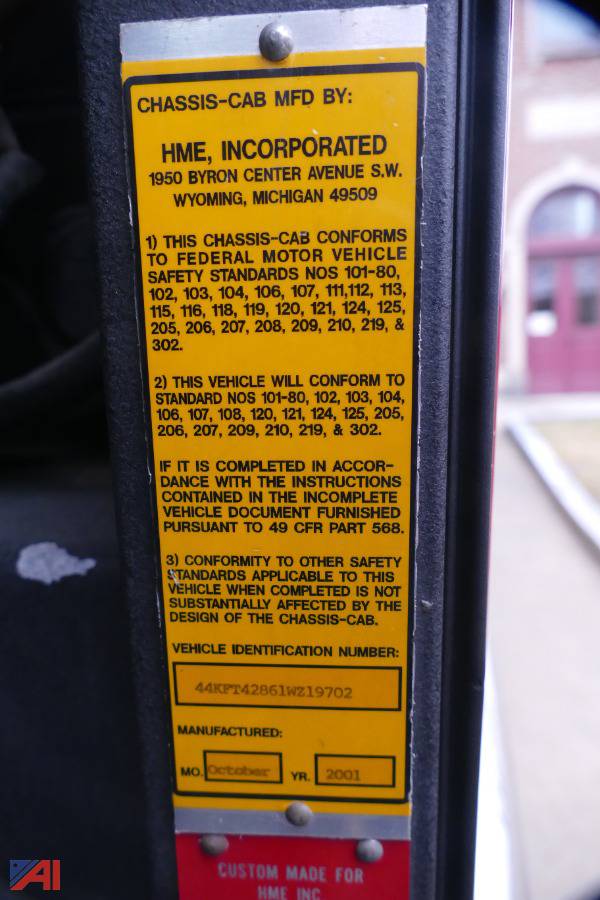 CHASSIS-CAB MFD BY:
HME, INCORPORATED
1950 BYRON CENTER AVENUE S.W.
WYOMING, MICHIGAN 49509
1) THIS CHASSIS-CAB CONFORMS
TO FEDERAL MOTOR VEHICLE
SAFETY STANDARDS NOS 101-80,
102, 103, 104, 106, 107, 111,112, 113,
115, 116, 118, 119, 120, 121, 124, 125,
205, 206, 207, 208, 209, 210, 219, &
302.
2) THIS VEHICLE WILL CONFORM TO
STANDARD NOS 101-80, 102, 103, 104,
106, 107, 108, 120, 121, 124, 125, 205,
206, 207, 209, 210, 219, & 302.
IF IT IS COMPLETED IN ACCOR-
DANCE WITH THE INSTRUCTIONS
CONTAINED IN THE INCOMPLETE
VEHICLE DOCUMENT FURNISHED
PURSUANT TO 49 CFR PART 568.
3) CONFORMITY TO OTHER SAFETY
STANDARDS APPLICABLE TO THIS
VEHICLE WHEN COMPLETED IS NOT
SUBSTANTIALLY AFFECTED BY THE
DESIGN OF THE CHASSIS-CAB.
VEHICLE IDENTIFICATION NUMBER:
44KFT42861WZ19702
MANUFACTURED:
MO. October YR. 2001
CUSTOM MADE FOR
HME INC
AI